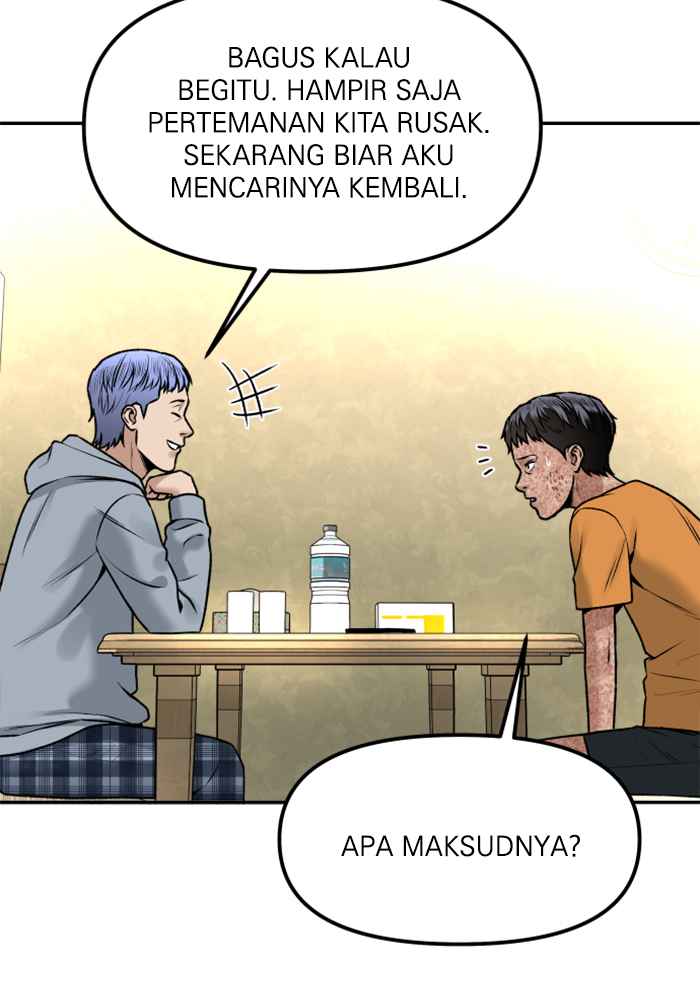 BAGUS KALAU
BEGITU. HAMPIR SAJA
PERTEMANAN KITA RUSAK.
SEKARANG BIAR AKU
MENCARINYA KEMBALI.
APA MAKSUDNYA?